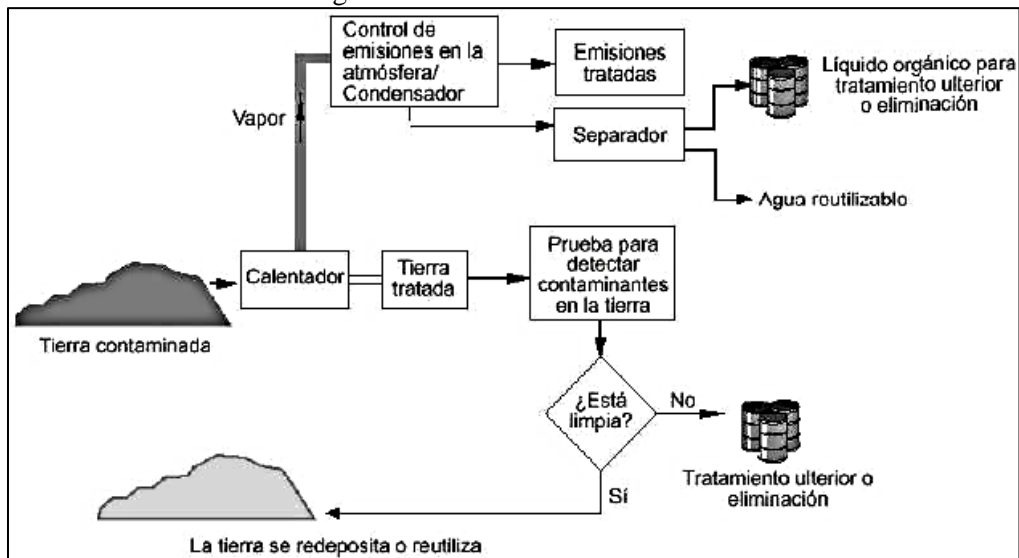 Control de
emisiones en la
atmósfera/
Condensador
Emisiones
tratadas
Líquido orgánico para
tratamiento ulterior
o eliminación
Vapor
Separador
Agua reutilizable
Calentador
Tierra
tratada
Prueba para
detectar
contaminantes
en la tierra
Tierra contaminada
¿Está
limpia?
No
Sí
Tratamiento ulterior o
eliminación
La tierra se redeposita o reutiliza